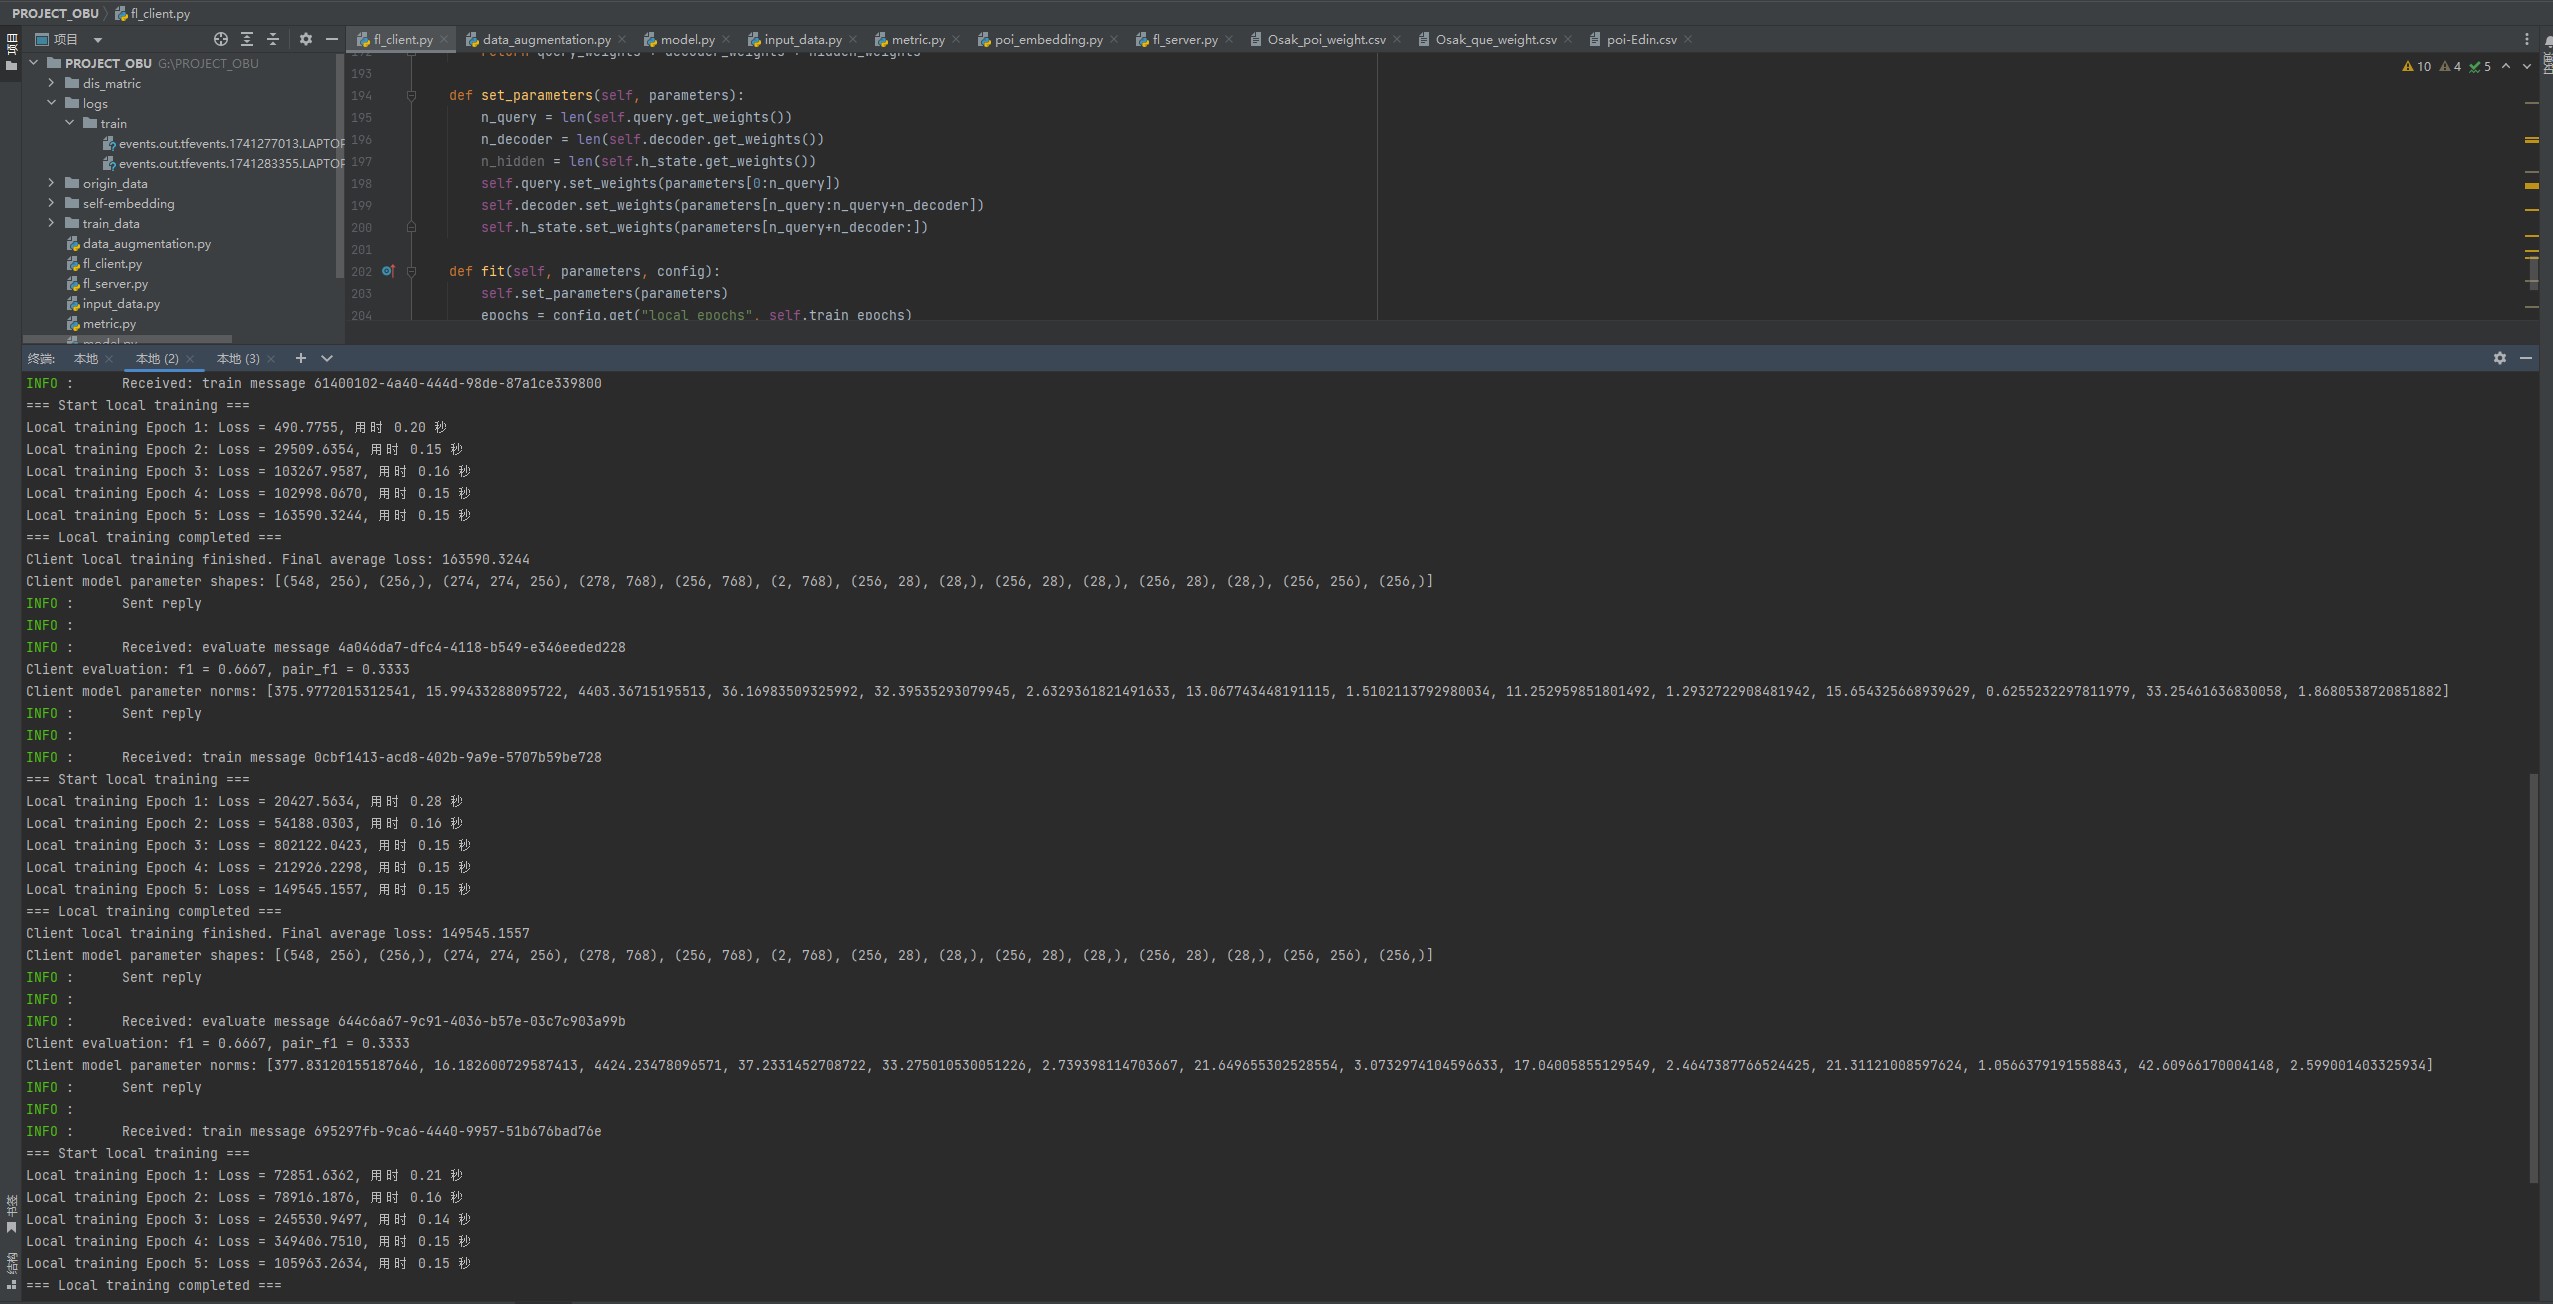 PROJECT_OBU fl_client.py
项目
fl_client.py data_augmentation.py model.py input_data.py metric.py poi_embedding.py fl_server.py Osak_poi_weight.csv Osak_que_weight.csv poi-Edin.csv
项目
PROJECT_OBU G:\PROJECT_OBU
dis_matric
logs
train
events.out.tfevents.1741277013.LAPTOP
events.out.tfevents.1741283355.LAPTOP
origin_data
self-embedding
train_data
data_augmentation.py
fl_client.py
fl_server.py
input_data.py
metric.py
model.py
10 4 5
192 return query_weights + decoder_weights + hidden_weights
193
194 def set_parameters(self, parameters):
195 n_query = len(self.query.get_weights())
196 n_decoder = len(self.decoder.get_weights())
197 n_hidden = len(self.h_state.get_weights())
198 self.query.set_weights(parameters[0:n_query])
199 self.decoder.set_weights(parameters[n_query:n_query+n_decoder])
200 self.h_state.set_weights(parameters[n_query+n_decoder:])
201
202 def fit(self, parameters, config):
203 self.set_parameters(parameters)
204 epochs = config.get("local_epochs", self.train_epochs)
终端: 本地 本地 (2) 本地 (3)
INFO : Received: train message 61400102-4a40-444d-98de-87a1ce339800
=== Start local training ===
Local training Epoch 1: Loss = 490.7755, 用时 0.20 秒
Local training Epoch 2: Loss = 29509.6354, 用时 0.15 秒
Local training Epoch 3: Loss = 103267.9587, 用时 0.16 秒
Local training Epoch 4: Loss = 102998.0670, 用时 0.15 秒
Local training Epoch 5: Loss = 163590.3244, 用时 0.15 秒
=== Local training completed ===
Client local training finished. Final average loss: 163590.3244
Client model parameter shapes: [(548, 256), (256,), (274, 274, 256), (278, 768), (256, 768), (2, 768), (256, 28), (28,), (256, 28), (28,), (256, 28), (28,), (256, 256), (256,)]
INFO : Sent reply
INFO :
INFO : Received: evaluate message 4a046da7-dfc4-4118-b549-e346eeded228
Client evaluation: f1 = 0.6667, pair_f1 = 0.3333
Client model parameter norms: [375.9772015312541, 15.99433288095722, 4403.36715195513, 36.16983509325992, 32.39535293079945, 2.6329361821491633, 13.067743448191115, 1.5102113792980034, 11.252959851801492, 1.2932722908481942, 15.654325668939629, 0.6255232297811979, 33.25461636830058, 1.8680538720851882]
INFO : Sent reply
INFO :
INFO : Received: train message 0cbf1413-acd8-402b-9a9e-5707b59be728
=== Start local training ===
Local training Epoch 1: Loss = 20427.5634, 用时 0.28 秒
Local training Epoch 2: Loss = 54188.0303, 用时 0.16 秒
Local training Epoch 3: Loss = 802122.0423, 用时 0.15 秒
Local training Epoch 4: Loss = 212926.2298, 用时 0.15 秒
Local training Epoch 5: Loss = 149545.1557, 用时 0.15 秒
=== Local training completed ===
Client local training finished. Final average loss: 149545.1557
Client model parameter shapes: [(548, 256), (256,), (274, 274, 256), (278, 768), (256, 768), (2, 768), (256, 28), (28,), (256, 28), (28,), (256, 28), (28,), (256, 256), (256,)]
INFO : Sent reply
INFO :
INFO : Received: evaluate message 644c6a67-9c91-4036-b57e-03c7c903a99b
Client evaluation: f1 = 0.6667, pair_f1 = 0.3333
Client model parameter norms: [377.83120155187646, 16.182600729587413, 4424.23478096571, 37.2331452708722, 33.275010530051226, 2.739398114703667, 21.649655302528554, 3.0732974104596633, 17.04005855129549, 2.4647387766524425, 21.31121008597624, 1.0566379191558843, 42.60966170004148, 2.599001403325934]
INFO : Sent reply
INFO :
INFO : Received: train message 695297fb-9ca6-4440-9957-51b676bad76e
=== Start local training ===
Local training Epoch 1: Loss = 72851.6362, 用时 0.21 秒
Local training Epoch 2: Loss = 78916.1876, 用时 0.16 秒
Local training Epoch 3: Loss = 245530.9497, 用时 0.14 秒
Local training Epoch 4: Loss = 349406.7510, 用时 0.15 秒
Local training Epoch 5: Loss = 105963.2634, 用时 0.15 秒
=== Local training completed ===
书签
结构